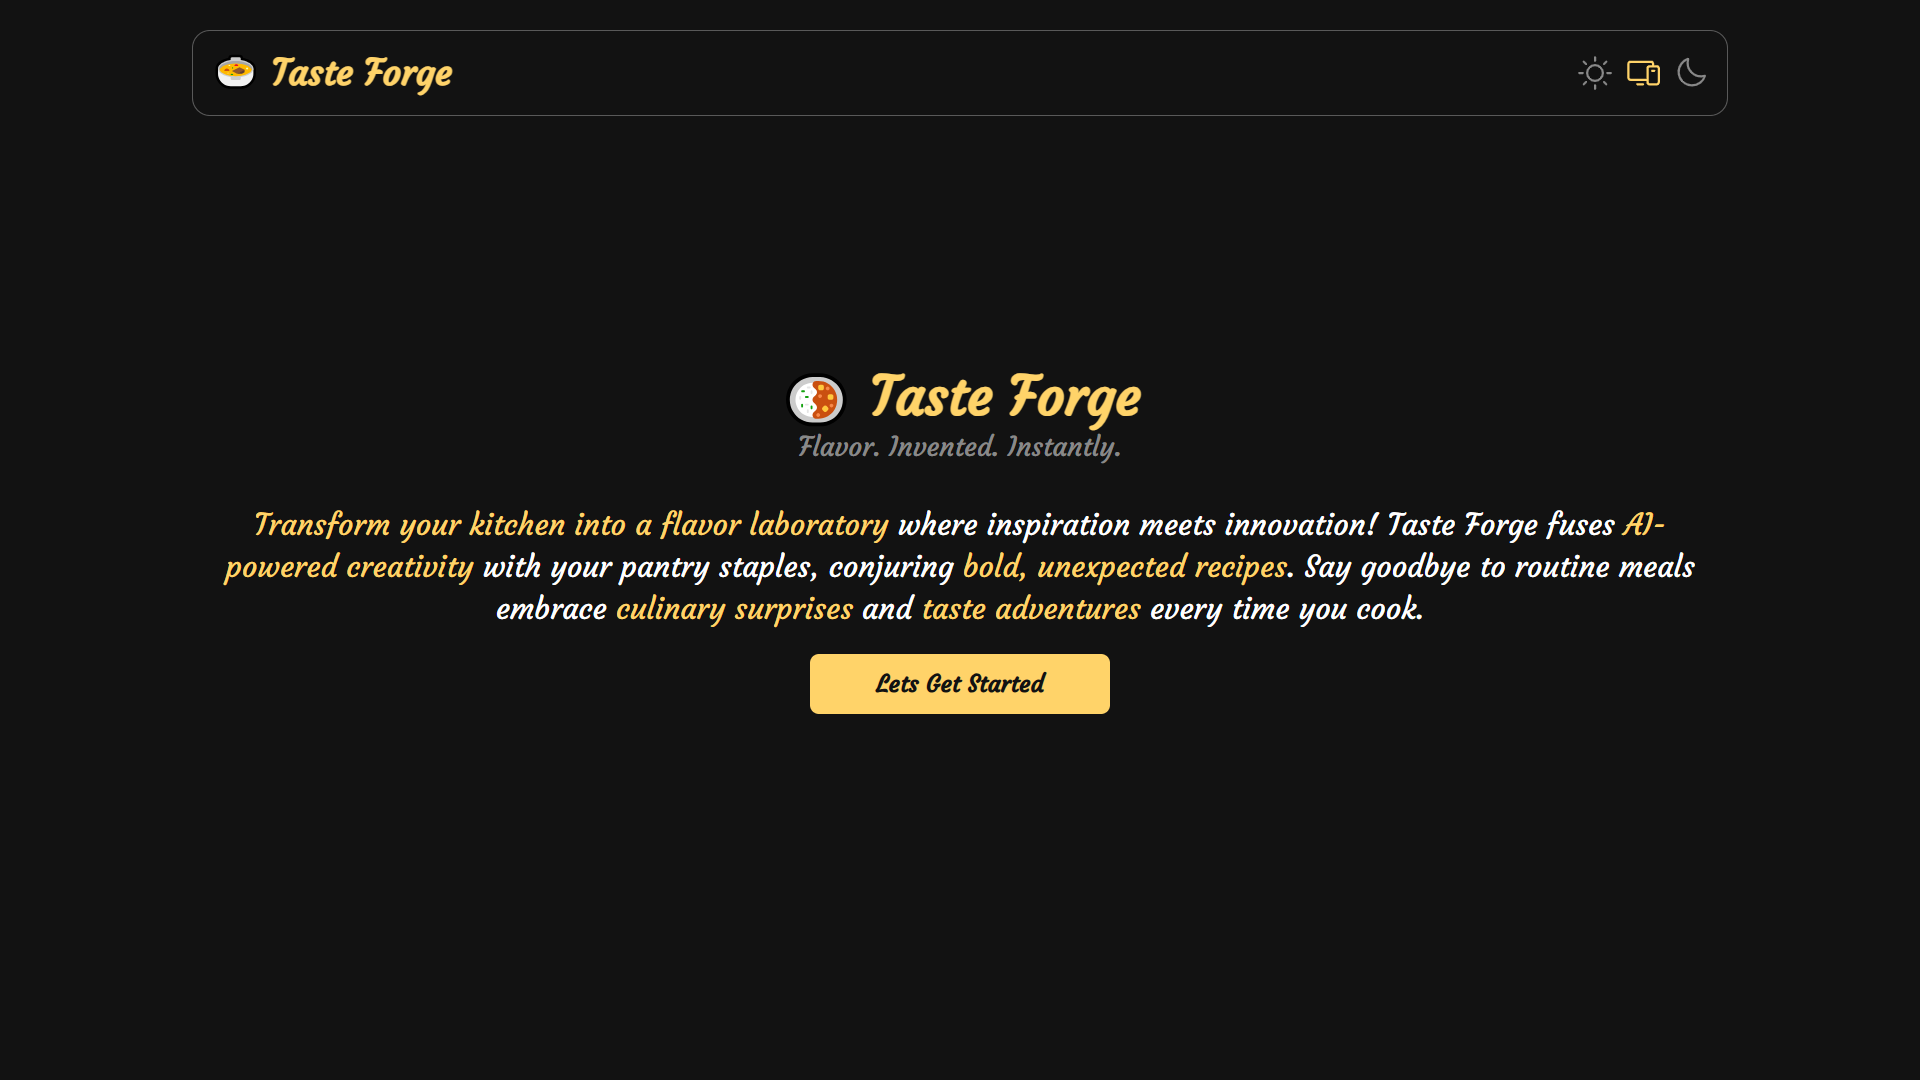 Taste Forge
Taste Forge
Flavor. Invented. Instantly.
Transform your kitchen into a flavor laboratory where inspiration meets innovation! Taste Forge fuses AI-
powered creativity with your pantry staples, conjuring bold, unexpected recipes. Say goodbye to routine meals
embrace culinary surprises and taste adventures every time you cook.
Lets Get Started